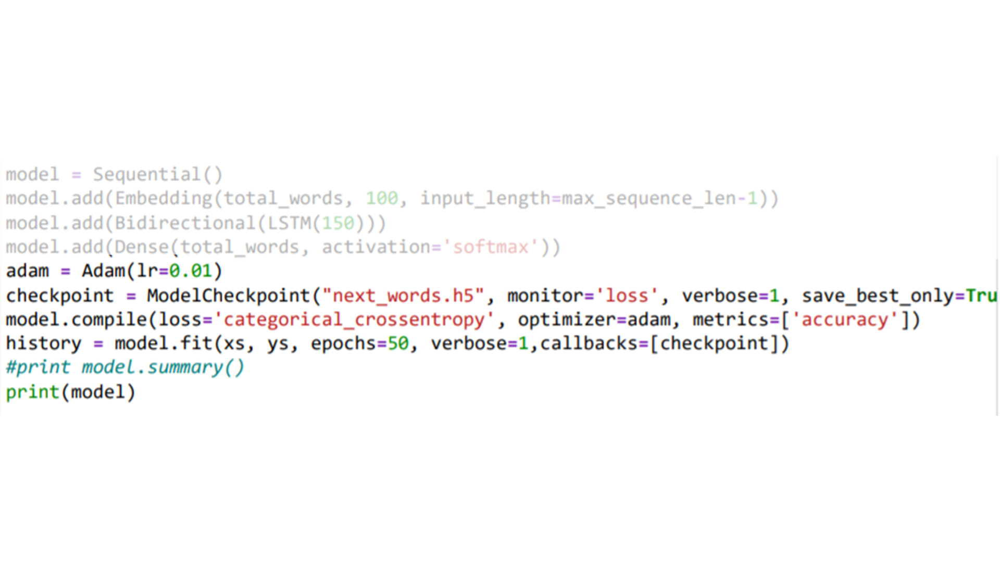 model = Sequential()
model.add(Embedding(total_words, 100, input_length=max_sequence_len-1))
model.add(Bidirectional(LSTM(150)))
model.add(Dense(total_words, activation='softmax'))
adam = Adam(lr=0.01)
checkpoint = ModelCheckpoint("next_words.h5", monitor='loss', verbose=1, save_best_only=Tru
model.compile(loss='categorical_crossentropy', optimizer=adam, metrics=['accuracy'])
history = model.fit(xs, ys, epochs=50, verbose=1,callbacks=[checkpoint])
#print model.summary()
print(model)